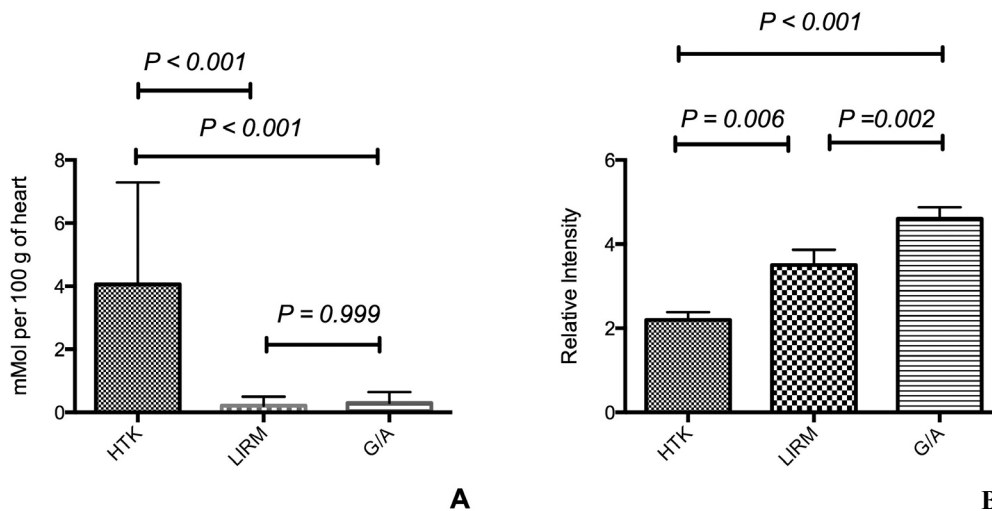 P < 0.001
P < 0.001
P = 0.999
8
6
4
2
0
mMol per 100 g of heart
HTK
LIRM
G/A
A
P < 0.001
P = 0.006
P =0.002
6
4
2
0
Relative Intensity
HTK
LIRM
G/A
B